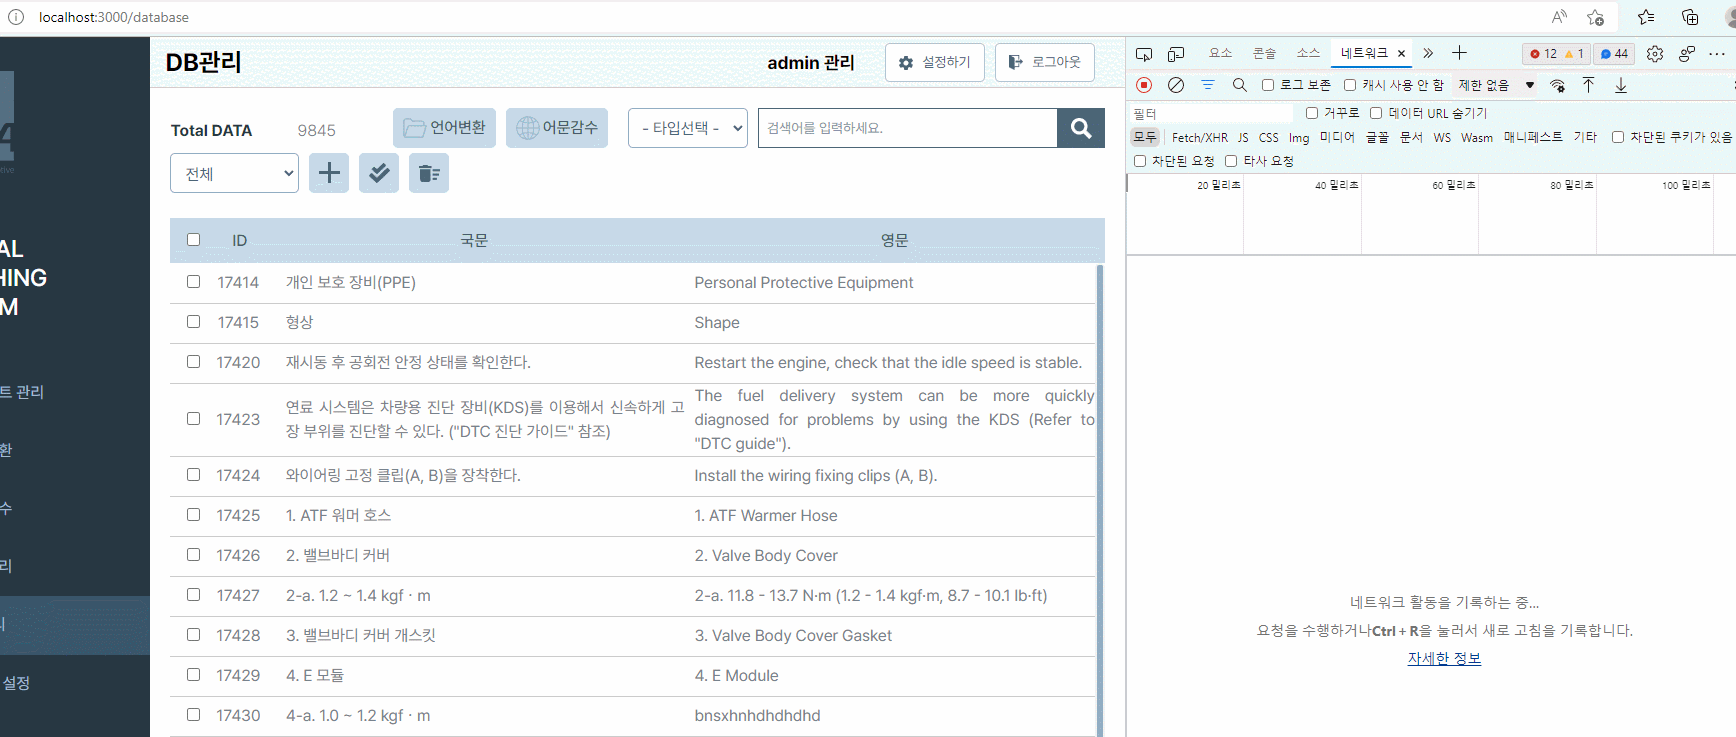 localhost:3000/database
DB관리
admin 관리
설정하기
로그아웃
Total DATA 9845
언어변환
어문감수
- 타입선택 -
검색어를 입력하세요.
전체
ID 국문 영문
17414 개인 보호 장비(PPE) Personal Protective Equipment
17415 형상 Shape
17420 재시동 후 공회전 안정 상태를 확인한다. Restart the engine, check that the idle speed is stable.
17423 연료 시스템은 차량용 진단 장비(KDS)를 이용해서 신속하게 고
장 부위를 진단할 수 있다. ("DTC 진단 가이드" 참조)
The fuel delivery system can be more quickly
diagnosed for problems by using the KDS (Refer to
"DTC guide").
17424 와이어링 고정 클립(A, B)을 장착한다. Install the wiring fixing clips (A, B).
17425 1. ATF 워머 호스 1. ATF Warmer Hose
17426 2. 밸브바디 커버 2. Valve Body Cover
17427 2-a. 1.2 ~ 1.4 kgf · m 2-a. 11.8 - 13.7 N·m (1.2 - 1.4 kgf·m, 8.7 - 10.1 lb·ft)
17428 3. 밸브바디 커버 개스킷 3. Valve Body Cover Gasket
17429 4. E 모듈 4. E Module
17430 4-a. 1.0 ~ 1.2 kgf · m bnsxhnhdhdhdhd
4
rive
AL
HING
M
트 관리
환
수
리
설정
요소 콘솔 소스 네트워크 12 1 44
로그 보존 캐시 사용 안 함 제한 없음
필터 거꾸로 데이터 URL 숨기기
모두 Fetch/XHR JS CSS Img 미디어 글꼴 문서 WS Wasm 매니페스트 기타 차단된 쿠키가 있음
차단된 요청 타사 요청
20 밀리초 40 밀리초 60 밀리초 80 밀리초 100 밀리초
네트워크 활동을 기록하는 중...
요청을 수행하거나Ctrl + R을 눌러서 새로 고침을 기록합니다.
자세한 정보